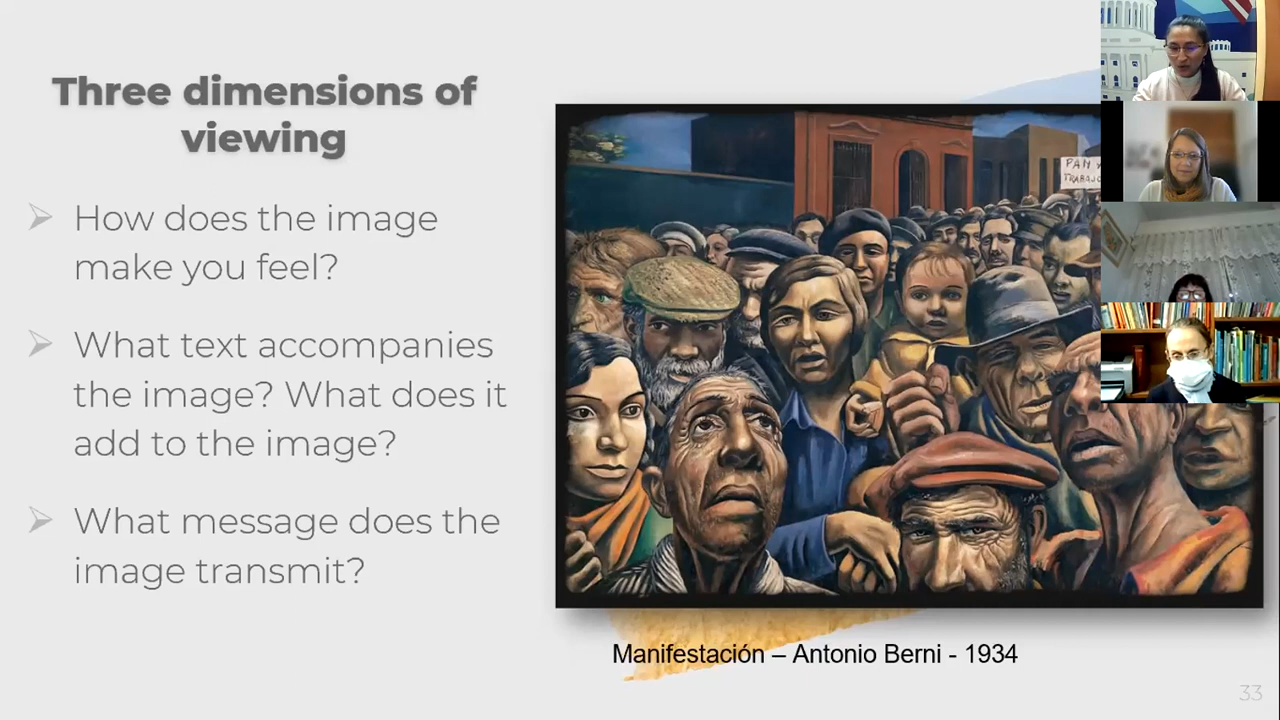 Three dimensions of
viewing
How does the image
make you feel?
What text accompanies
the image? What does it
add to the image?
What message does the
image transmit?
PAN Y
TRABAJO
Manifestación – Antonio Berni - 1934
33